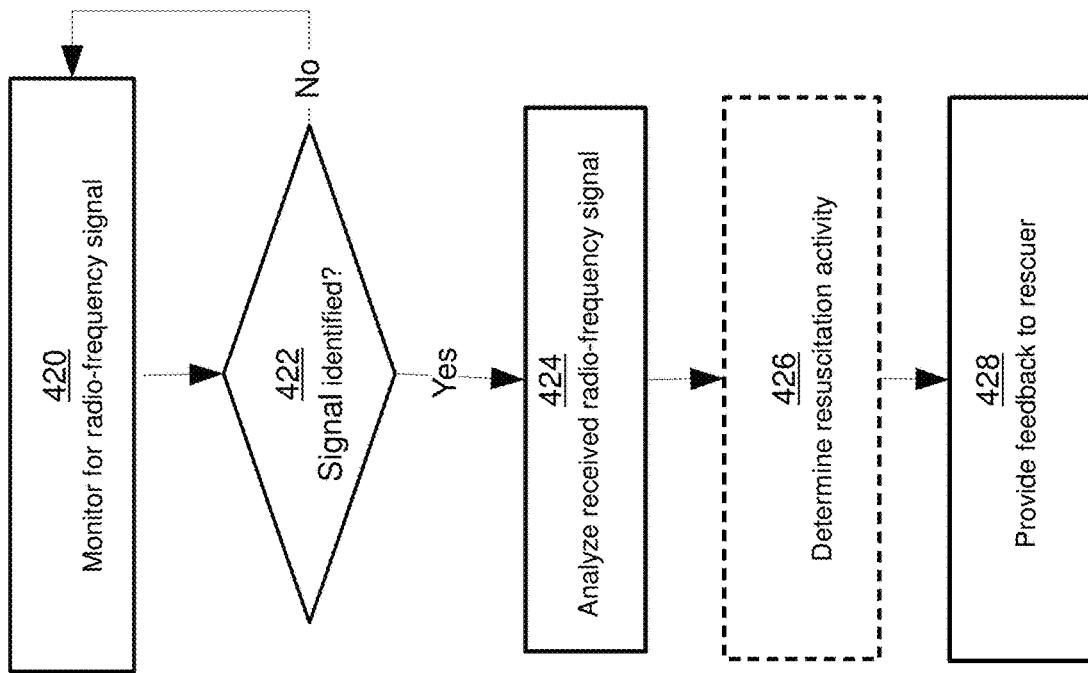 420
Monitor for radio-frequency signal
422
Signal identified?
No
Yes
424
Analyze received radio-frequency signal
426
Determine resuscitation activity
428
Provide feedback to rescuer